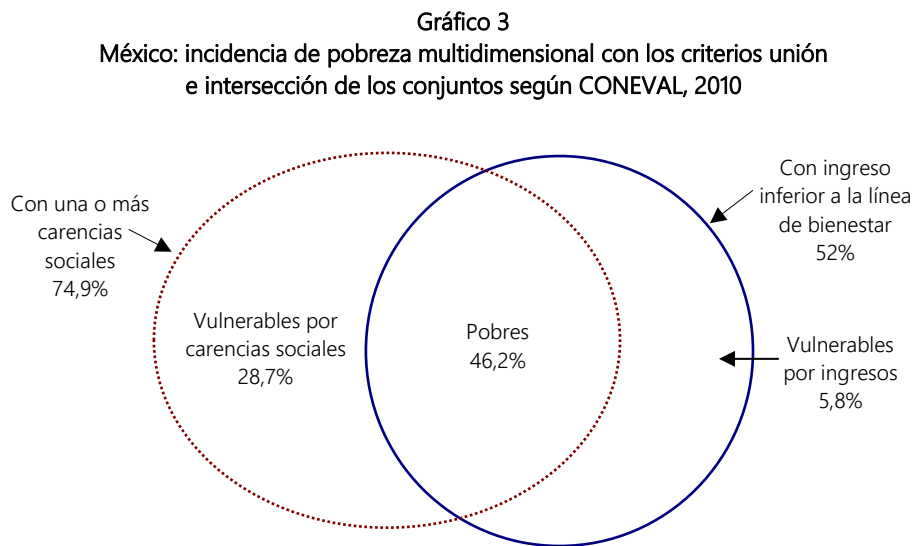 Gráfico 3
México: incidencia de pobreza multidimensional con los criterios unión
e intersección de los conjuntos según CONEVAL, 2010
Con una o más
carencias
sociales
74,9%
Vulnerables por
carencias sociales
28,7%
Pobres
46,2%
Con ingreso
inferior a la línea
de bienestar
52%
Vulnerables
por ingresos
5,8%